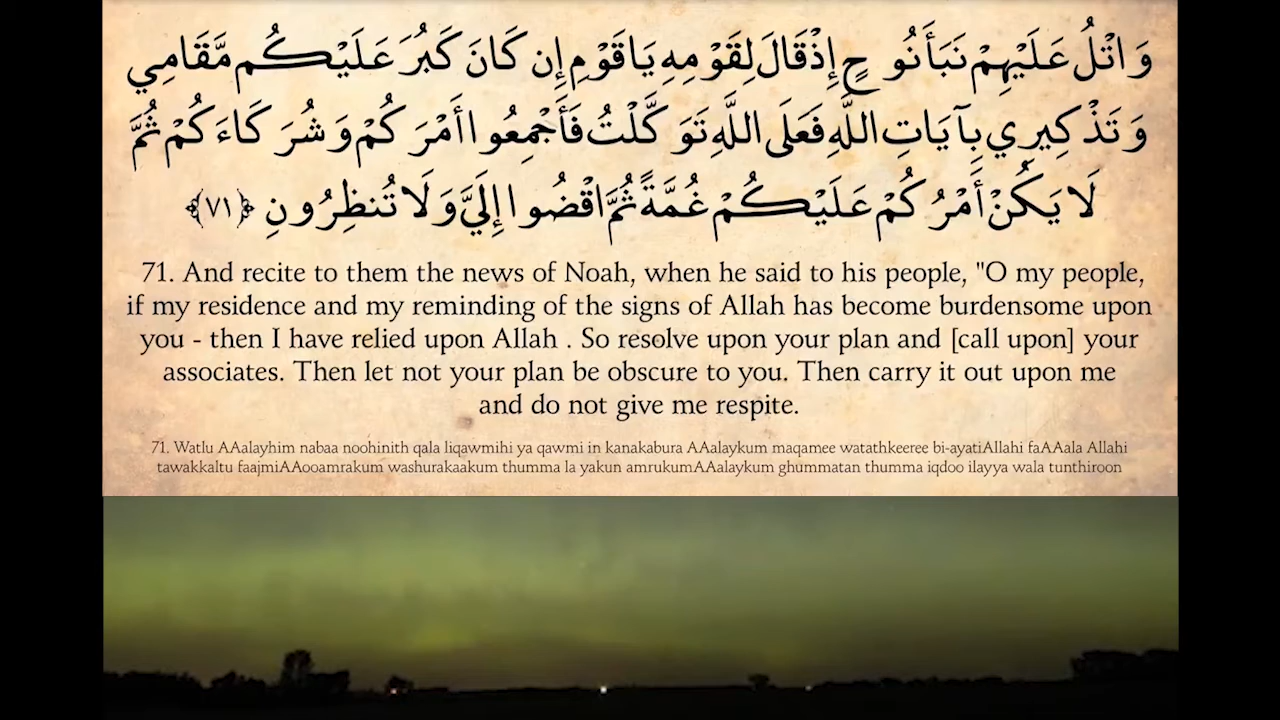 وَاتْلُ عَلَيْهِمْ نَبَأَ نُوحٍ إِذْ قَالَ لِقَوْمِهِ يَا قَوْمِ إِن كَانَ كَبُرَ عَلَيْكُم مَّقَامِي
وَتَذْكِيرِي بِآيَاتِ اللَّهِ فَعَلَى اللَّهِ تَوَكَّلْتُ فَأَجْمِعُوا أَمْرَكُمْ وَشُرَكَاءَكُمْ ثُمَّ
لَا يَكُنْ أَمْرُكُمْ عَلَيْكُمْ غُمَّةً ثُمَّ اقْضُوا إِلَيَّ وَلَا تُنظِرُونِ ﴿٧١﴾
71. And recite to them the news of Noah, when he said to his people, "O my people,
if my residence and my reminding of the signs of Allah has become burdensome upon
you - then I have relied upon Allah . So resolve upon your plan and [call upon] your
associates. Then let not your plan be obscure to you. Then carry it out upon me
and do not give me respite.
71. Watlu AAalayhim nabaa noohinith qala liqawmihi ya qawmi in kanakabura AAalaykum maqamee watathkeeree bi-ayatiAllahi faAAala Allahi
tawakkaltu faajmiAAooamrakum washurakaakum thumma la yakun amrukumAAalaykum ghummatan thumma iqdoo ilayya wala tunthiroon